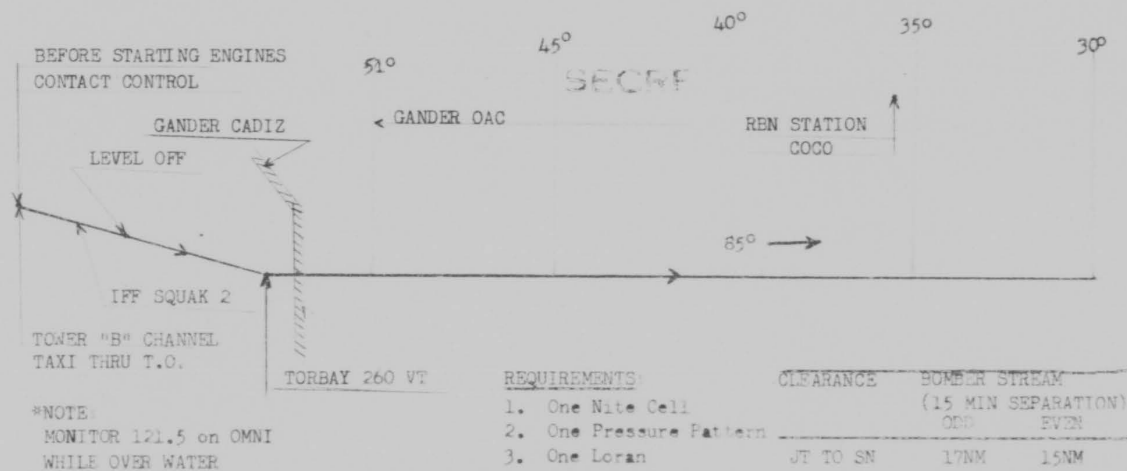 BEFORE STARTING ENGINES
CONTACT CONTROL
51°
45°
40°
35°
30°
SECRE
GANDER CADIZ
GANDER OAC
RBN STATION
COCO
LEVEL OFF
85°
IFF SQUAK 2
TOWER "B" CHANNEL
TAXI THRU T.O.
TORBAY 260 VT
*NOTE:
MONITOR 121.5 on OMNI
WHILE OVER WATER
REQUIREMENTS:
1. One Nite Cell
2. One Pressure Pattern
3. One Loran
CLEARANCE BOMBER STREAM
(15 MIN SEPARATION)
ODD EVEN
JT TO SN 17NM 15NM